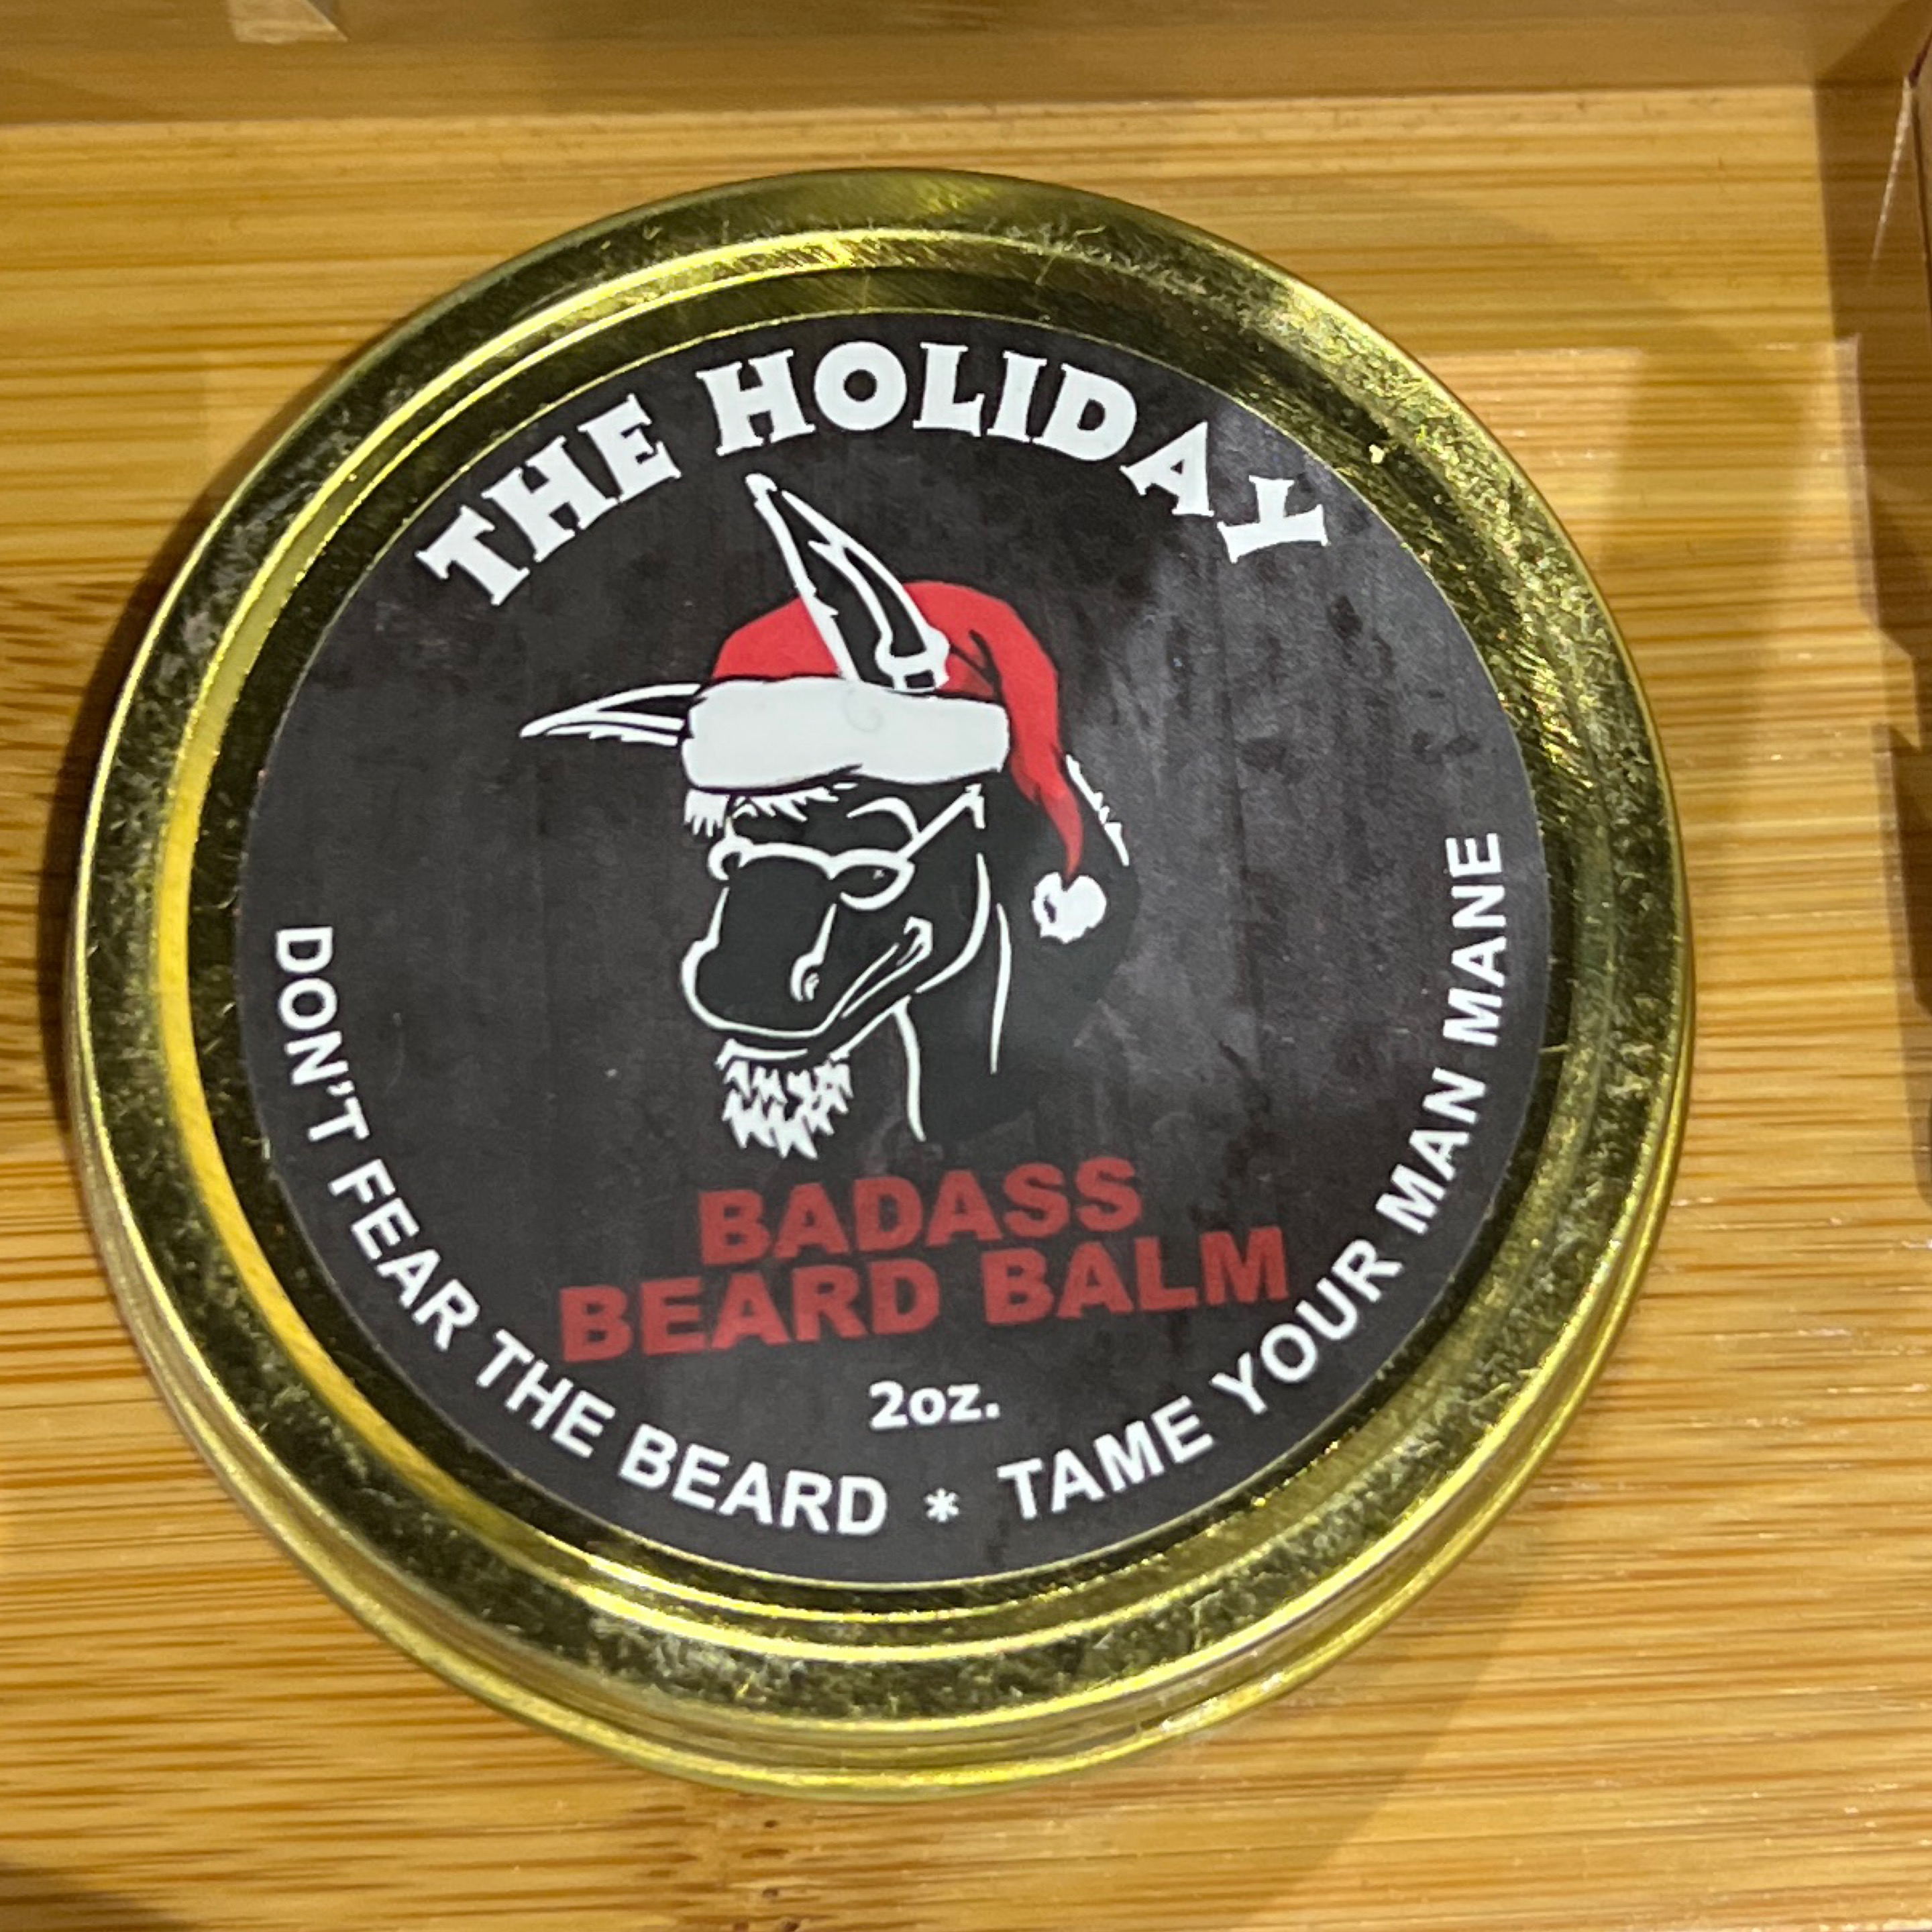 THE HOLIDAY
BADASS
BEARD BALM
2oz.
DON'T FEAR THE BEARD * TAME YOUR MAN MANE